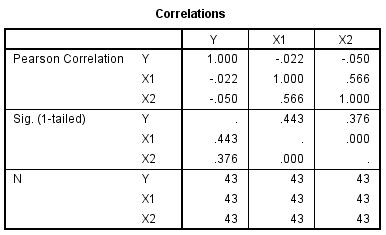 Correlations
Y X1 X2
Pearson Correlation Y 1.000 -.022 -.050
X1 -.022 1.000 .566
X2 -.050 .566 1.000
Sig. (1-tailed) Y . .443 .376
X1 .443 . .000
X2 .376 .000 .
N Y 43 43 43
X1 43 43 43
X2 43 43 43